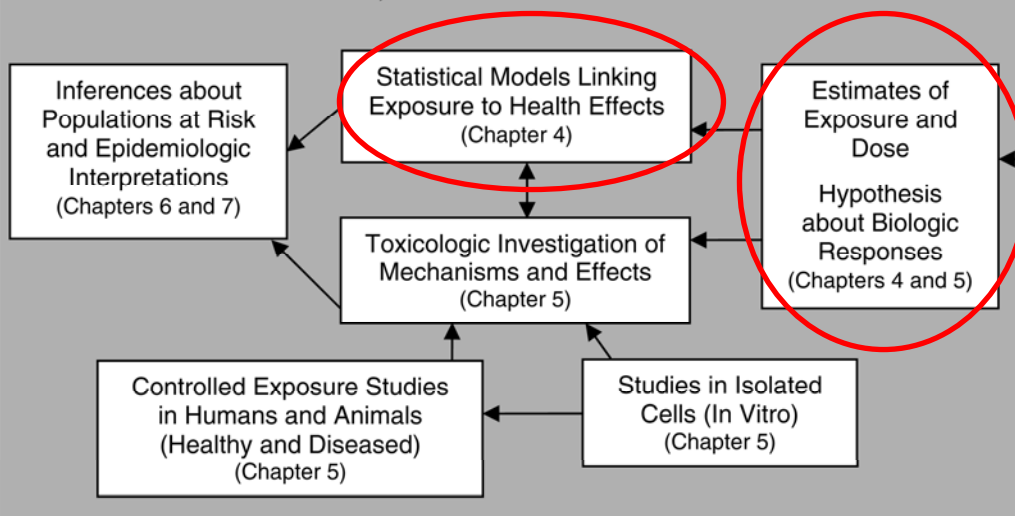 Inferences about
Populations at Risk
and Epidemiologic
Interpretations
(Chapters 6 and 7)
Statistical Models Linking
Exposure to Health Effects
(Chapter 4)
Estimates of
Exposure and
Dose
Hypothesis
about Biologic
Responses
(Chapters 4 and 5)
Toxicologic Investigation of
Mechanisms and Effects
(Chapter 5)
Controlled Exposure Studies
in Humans and Animals
(Healthy and Diseased)
(Chapter 5)
Studies in Isolated
Cells (In Vitro)
(Chapter 5)